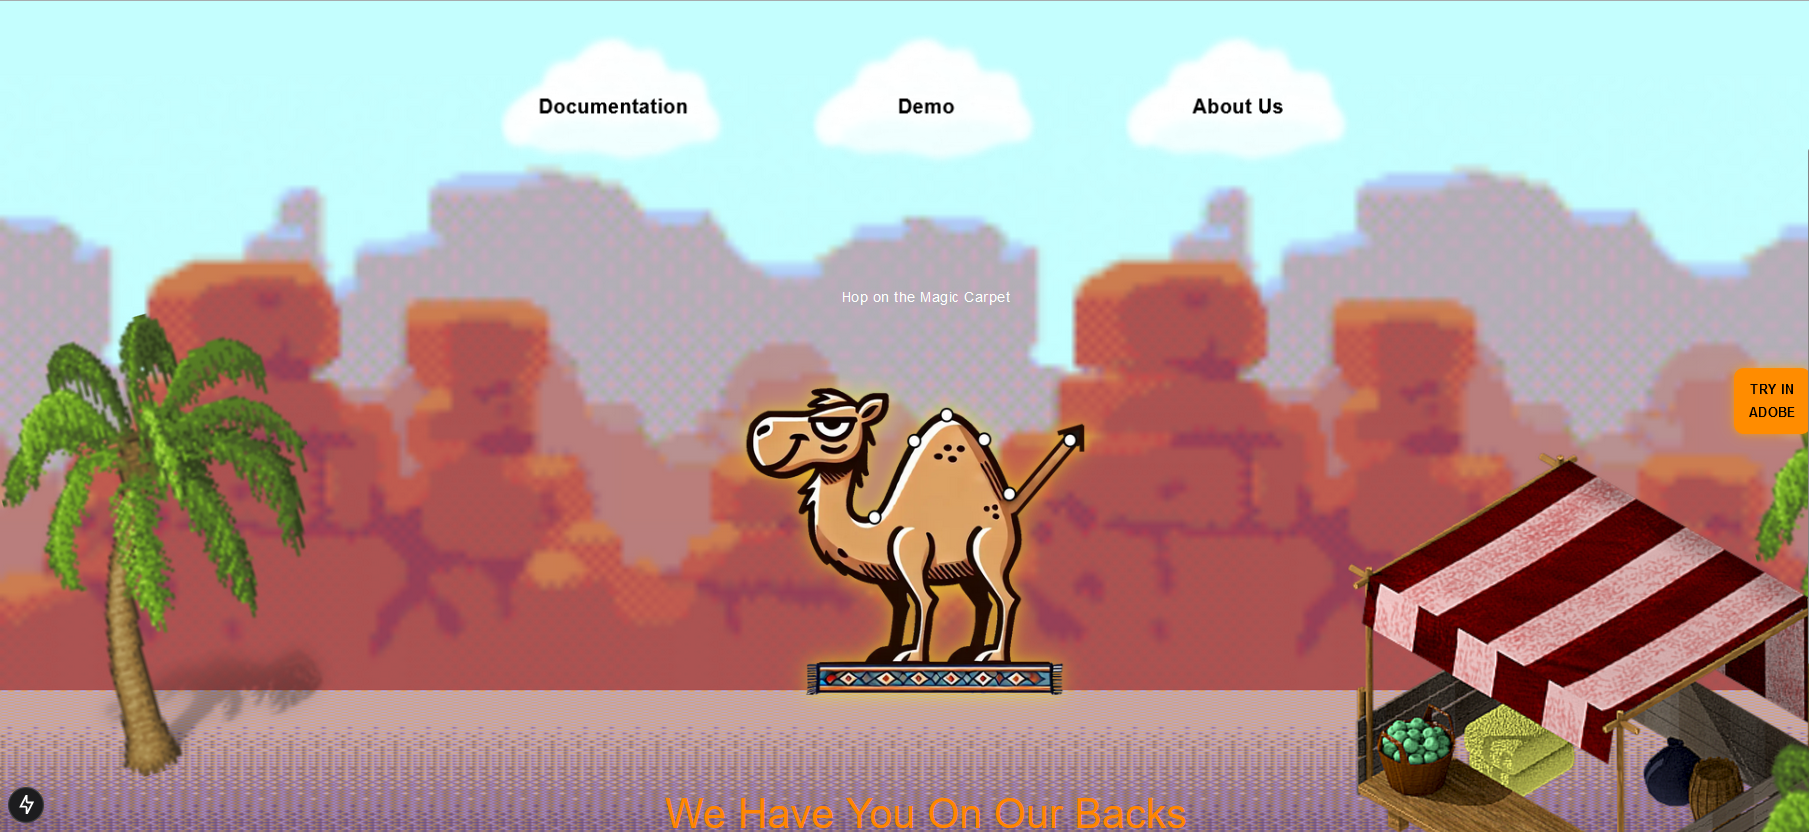 Documentation
Demo
About Us
Hop on the Magic Carpet
TRY IN
ADOBE
We Have You On Our Backs